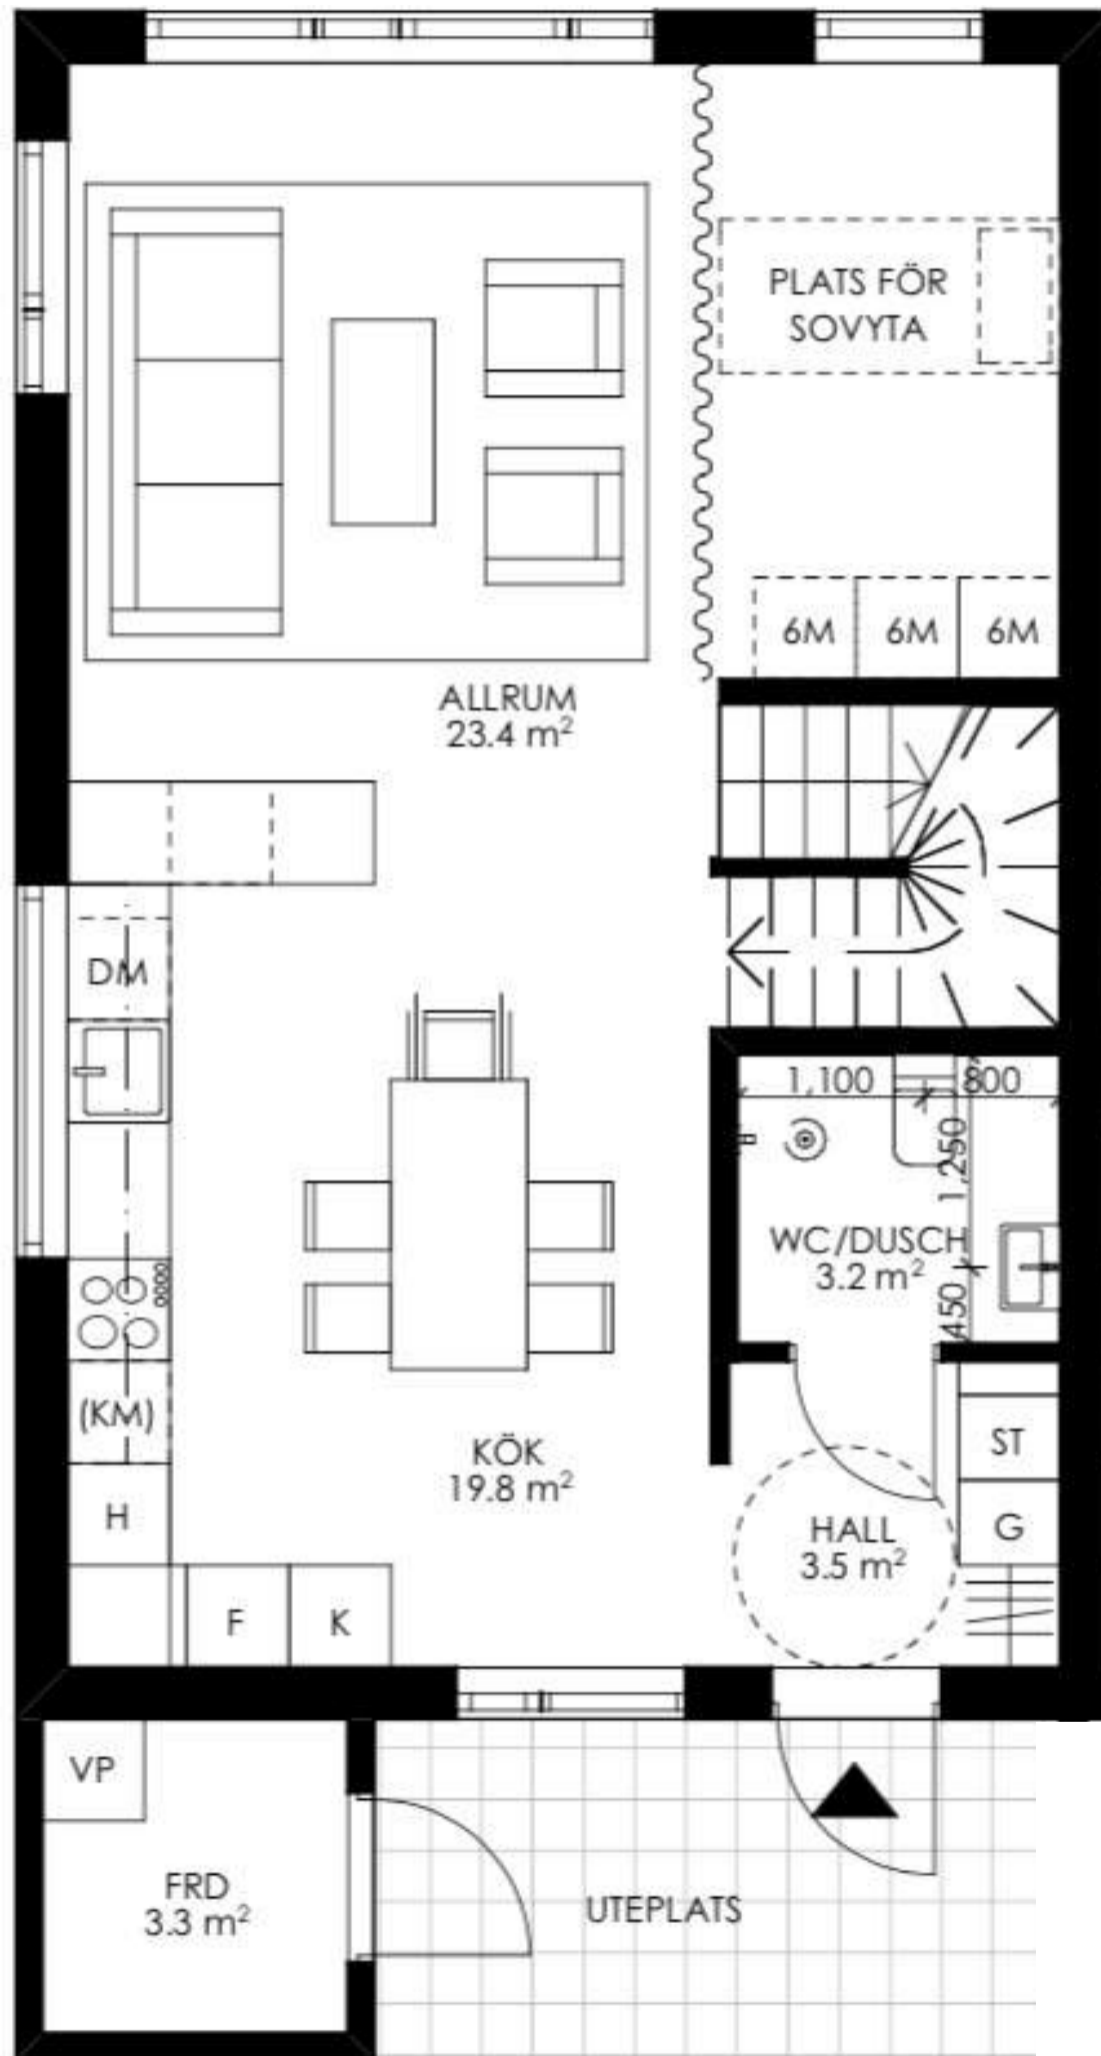 PLATS FÖR
SOVYTA
6M 6M 6M
ALLRUM
23.4 m²
DM
1,100 800
1,250
WC/DUSCH
3.2 m²
450
(KM)
KÖK
19.8 m²
ST
H
HALL
3.5 m²
G
F K
VP
FRD
3.3 m²
UTEPLATS